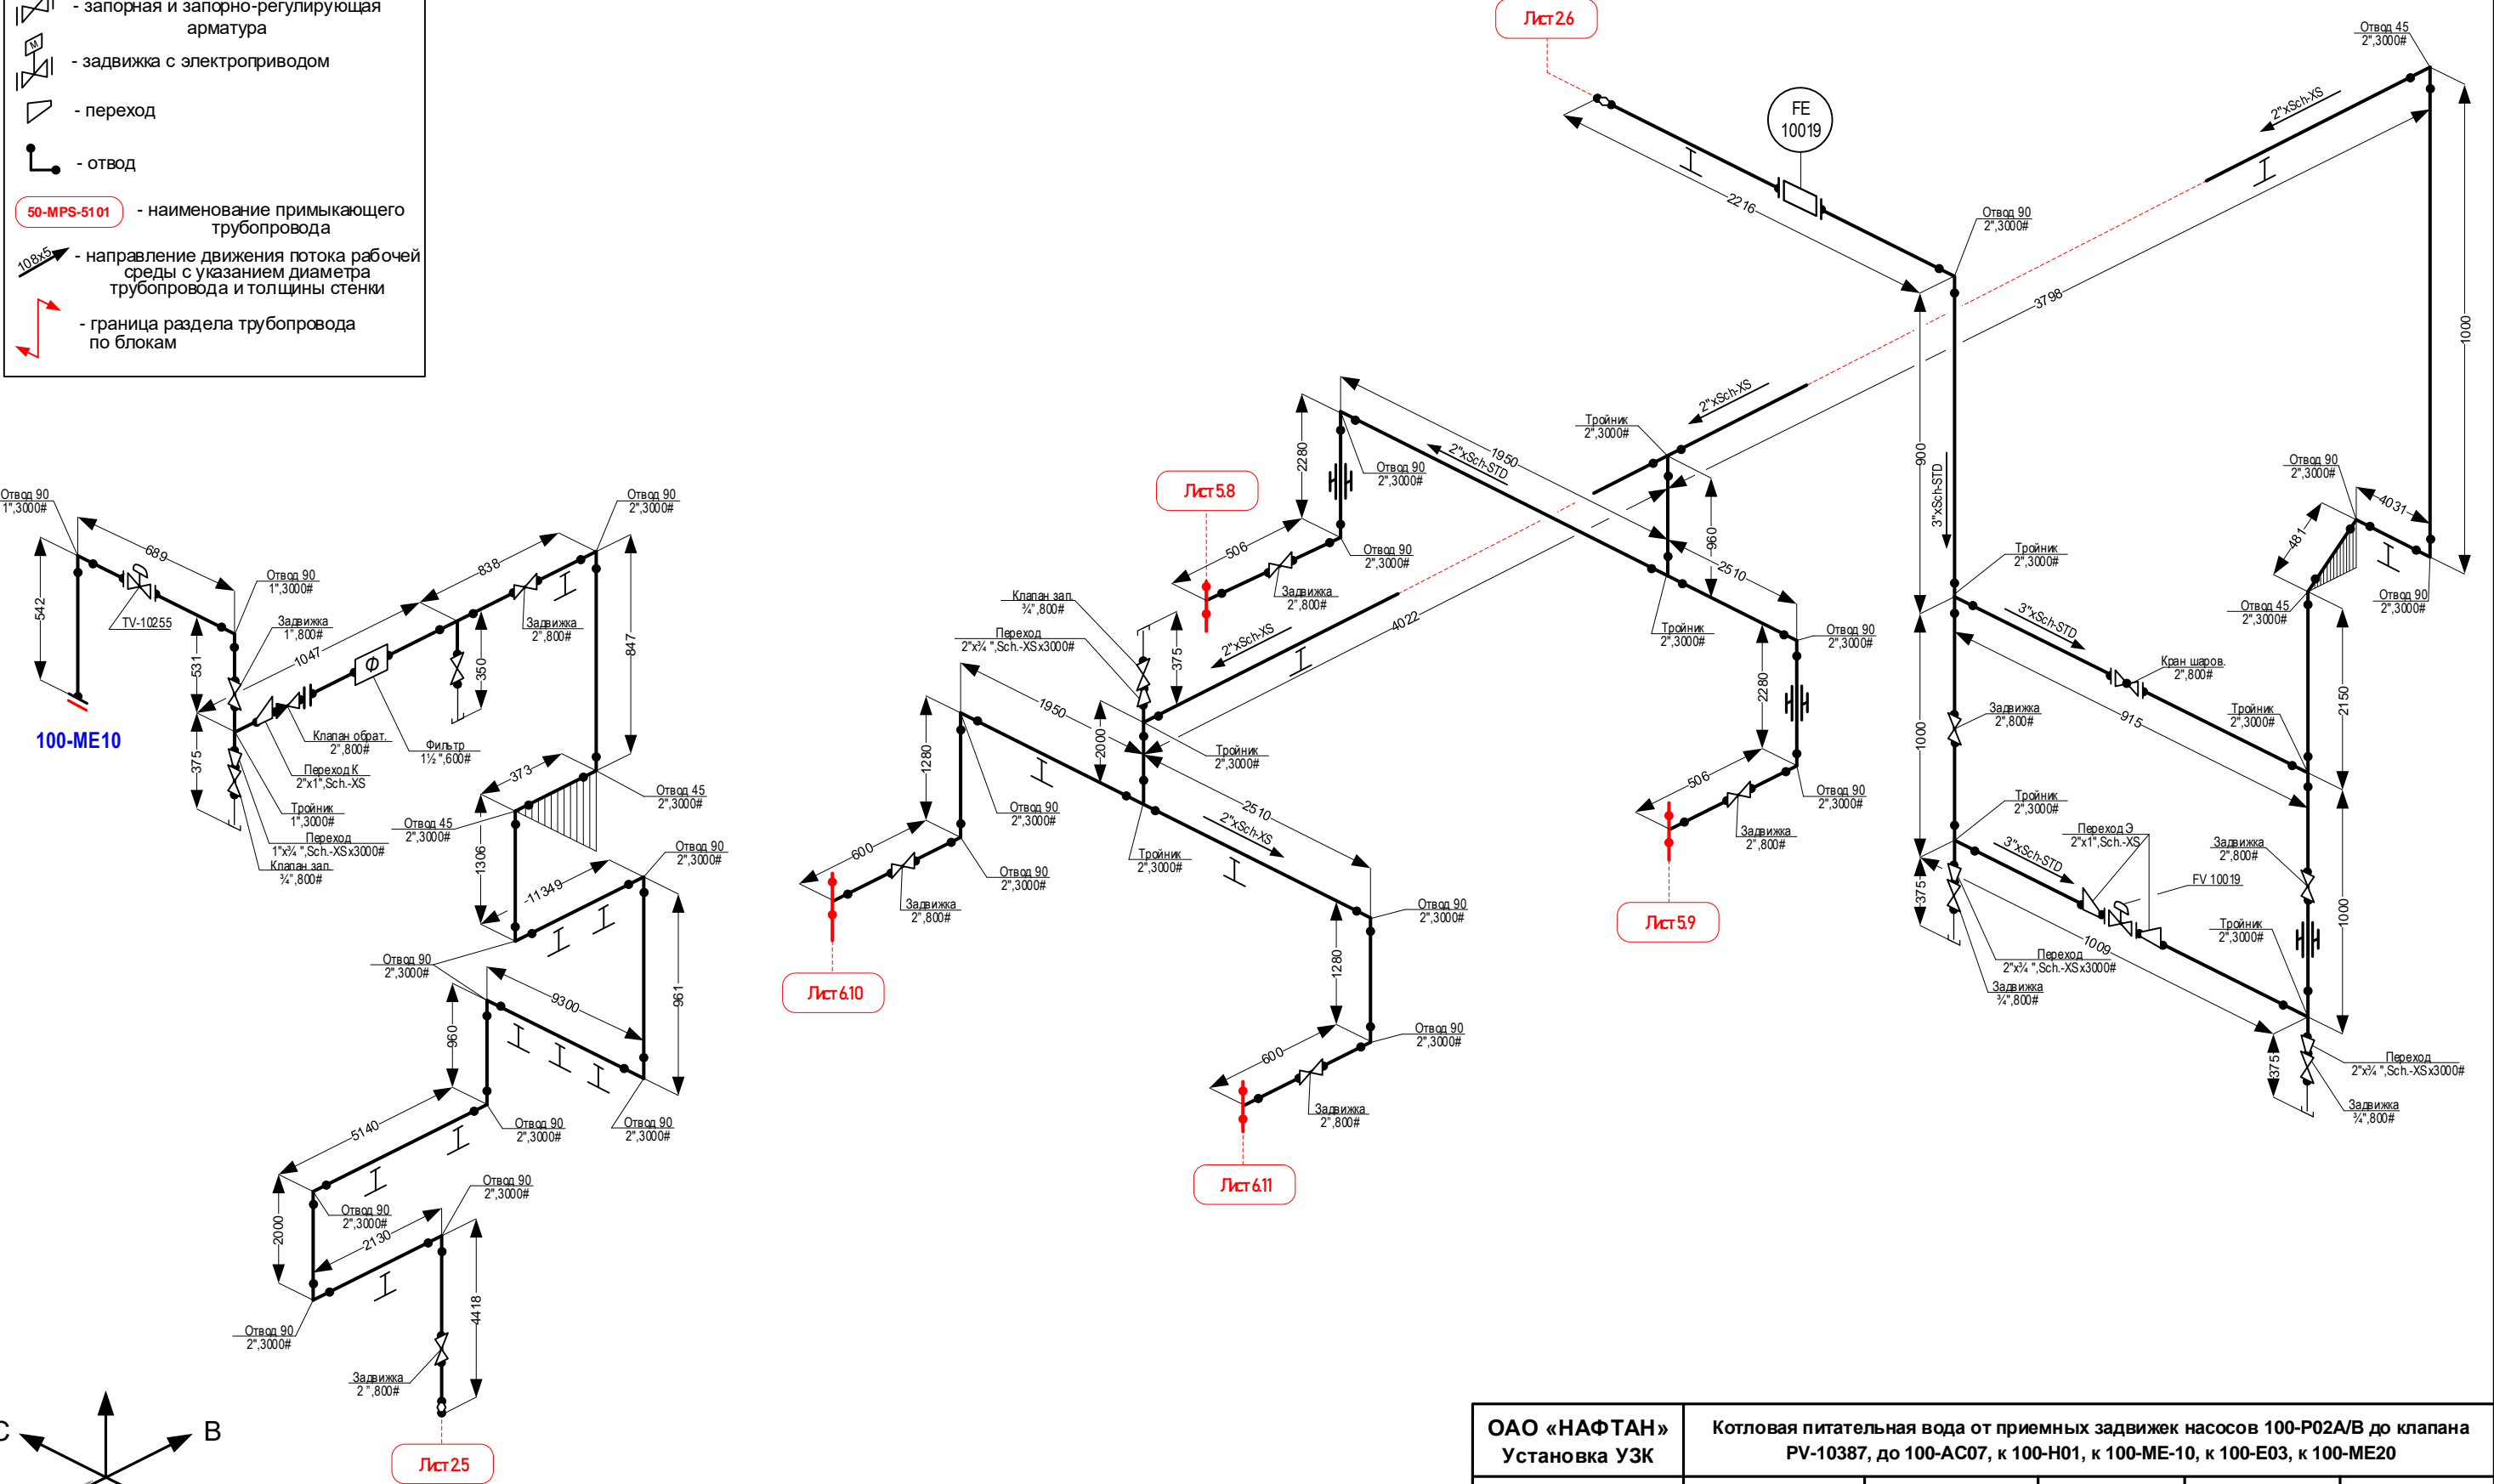 - запорная и запорно-регулирующая
арматура
М
- задвижка с электроприводом
- переход
- отвод
50-MPS-5101
- наименование примыкающего
трубопровода
108x5
- направление движения потока рабочей
среды с указанием диаметра
трубопровода и толщины стенки
- граница раздела трубопровода
по блокам
Лист 2.6
FE
10019
2216
Отвод 45
2",3000#
2"xSch-XS
3798
1000
Отвод 90
2",3000#
900
3"xSch-STD
Отвод 90
2",3000#
4031
481
Отвод 45
2",3000#
Отвод 90
2",3000#
Тройник
2",3000#
3"xSch-STD
Кран шаров.
2",800#
915
Тройник
2",3000#
2150
1000
Задвижка
2",800#
Тройник
2",3000#
3"xSch-STD
Переход Э
2"x1",Sch.-XS
Задвижка
2",800#
FV 10019
1000
375
1009
Тройник
2",3000#
Переход
2"x¾ ",Sch.-XSx3000#
Задвижка
¾",800#
375
Переход
2"x¾ ",Sch.-XSx3000#
Задвижка
¾",800#
2"xSch-XS
Тройник
2",3000#
1950
2"xSch-STD
2280
Отвод 90
2",3000#
Лист 5.8
506
Отвод 90
2",3000#
Задвижка
2",800#
960
2510
Тройник
2",3000#
Отвод 90
2",3000#
2280
506
Отвод 90
2",3000#
Задвижка
2",800#
Лист 5.9
Клапан зап.
¾",800#
Переход
2"x¾ ",Sch.-XSx3000#
375
2"xSch-XS
4022
1950
2000
Тройник
2",3000#
1280
Отвод 90
2",3000#
600
Отвод 90
2",3000#
Задвижка
2",800#
Лист 6.10
Тройник
2",3000#
2510
2"xSch-XS
Отвод 90
2",3000#
1280
600
Отвод 90
2",3000#
Задвижка
2",800#
Лист 6.11
Отвод 90
1",3000#
689
542
TV-10255
Отвод 90
1",3000#
Задвижка
1",800#
531
1047
838
Отвод 90
2",3000#
Задвижка
2",800#
847
350
Ф
100-ME10
375
Клапан обрат.
2",800#
Фильтр
1½ ",600#
Переход К
2"x1",Sch.-XS
Тройник
1",3000#
Переход
1"x¾ ",Sch.-XSx3000#
Клапан зап.
¾",800#
373
Отвод 45
2",3000#
Отвод 45
2",3000#
1306
Отвод 90
2",3000#
11349
Отвод 90
2",3000#
961
9300
960
Отвод 90
2",3000#
Отвод 90
2",3000#
5140
Отвод 90
2",3000#
Отвод 90
2",3000#
2000
2130
4418
Отвод 90
2",3000#
Задвижка
2 ",800#
Лист 2.5
С
В
ОАО «НАФТАН»
Установка УЗК
Котловая питательная вода от приемных задвижек насосов 100-P02A/B до клапана
PV-10387, до 100-AC07, к 100-H01, к 100-ME-10, к 100-E03, к 100-ME20